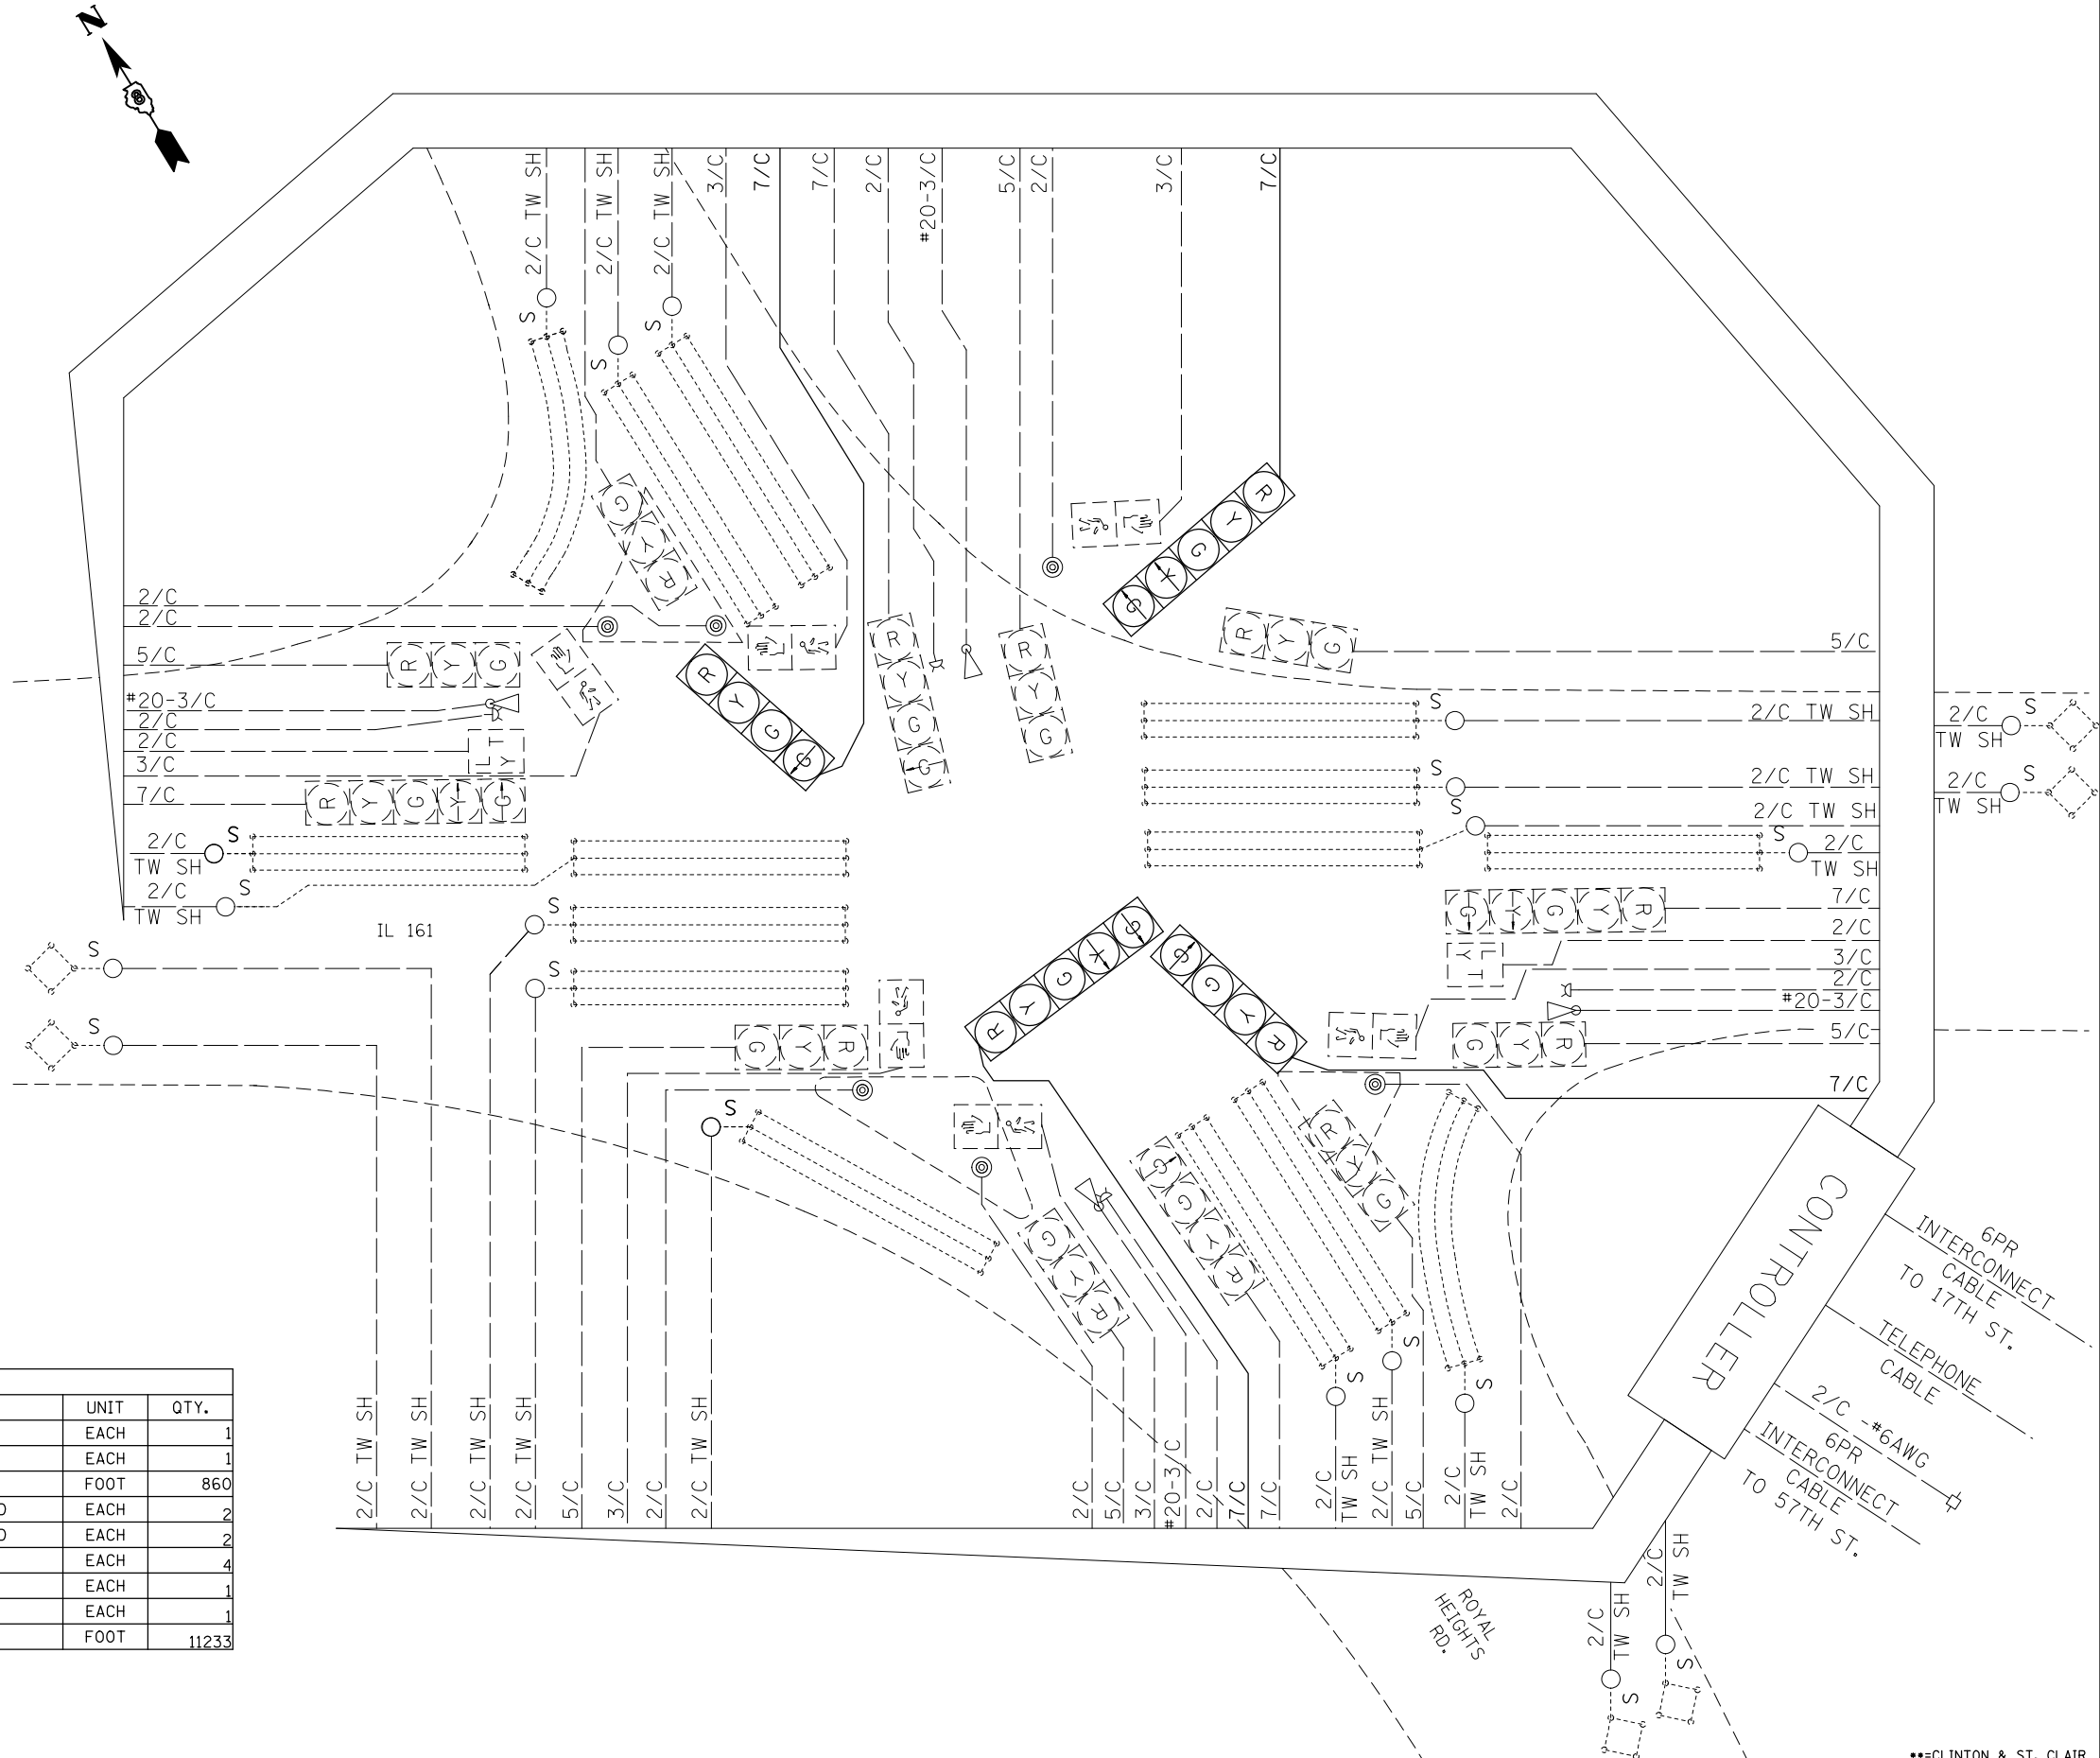 N
2/C TW SH
2/C TW SH
2/C TW SH
3/C
7/C
7/C
2/C
#20-3/C
5/C
2/C
3/C
7/C
S
S
S
G
Y
R
R
Y
G
Y
G
R
Y
G
G
R
Y
G
G
R
Y
G
R
Y
G
2/C
2/C
5/C
#20-3/C
2/C
2/C
3/C
7/C
R
Y
G
LT
YT
R
Y
G
Y
G
2/C
TW SH
S
2/C
TW SH
S
IL 161
S
S
S
S
5/C
S
2/C TW SH
S
2/C TW SH
S
2/C TW SH
S
2/C
TW SH
2/C
TW SH
S
2/C
TW SH
S
G
Y
G
Y
R
7/C
2/C
3/C
2/C
#20-3/C
5/C
7/C
G
Y
R
G
Y
R
R
Y
G
Y
G
G
G
Y
R
S
G
Y
R
G
G
Y
R
R
Y
G
2/C TW SH
2/C TW SH
2/C TW SH
2/C TW SH
5/C
3/C
2/C
2/C TW SH
2/C
5/C
3/C
#20-3/C
2/C
7/C
7/C
2/C
TW SH
S
2/C TW SH
S
5/C
2/C
TW SH
S
2/C
CONTROLLER
6PR
INTERCONNECT
CABLE
TO 17TH ST.
TELEPHONE
CABLE
2/C -#6AWG
6PR
INTERCONNECT
CABLE
TO 57TH ST.
2/C
TW SH
S
2/C
TW SH
S
ROYAL
HEIGHTS
RD.
UNIT QTY.
EACH 1
EACH 1
FOOT 860
EACH 2
EACH 2
EACH 4
EACH 1
EACH 1
FOOT 11233
**=CLINTON & ST. CLAIR